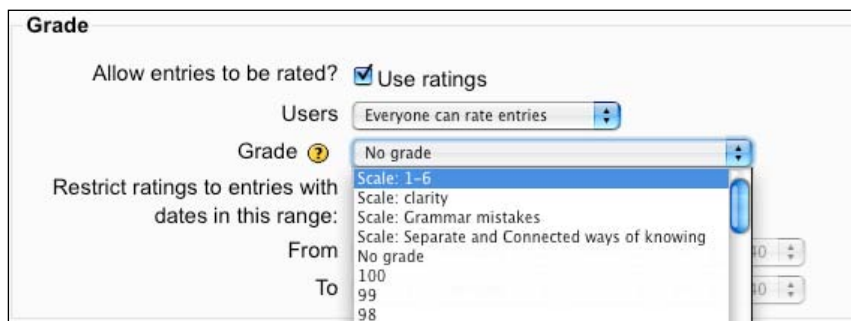 Grade
Allow entries to be rated? Use ratings
Users Everyone can rate entries
Grade ? No grade
Scale: 1-6
Restrict ratings to entries with
dates in this range:
Scale: clarity
Scale: Grammar mistakes
Scale: Separate and Connected ways of knowing
From
No grade
100
To
99
98